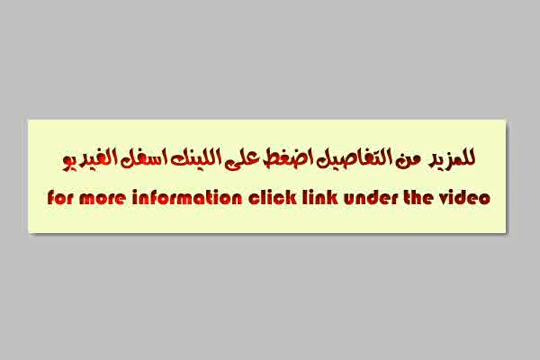 للمزيد من التفاصيل اضغط على اللينك اسفل الفيديو
for more information click link under the video